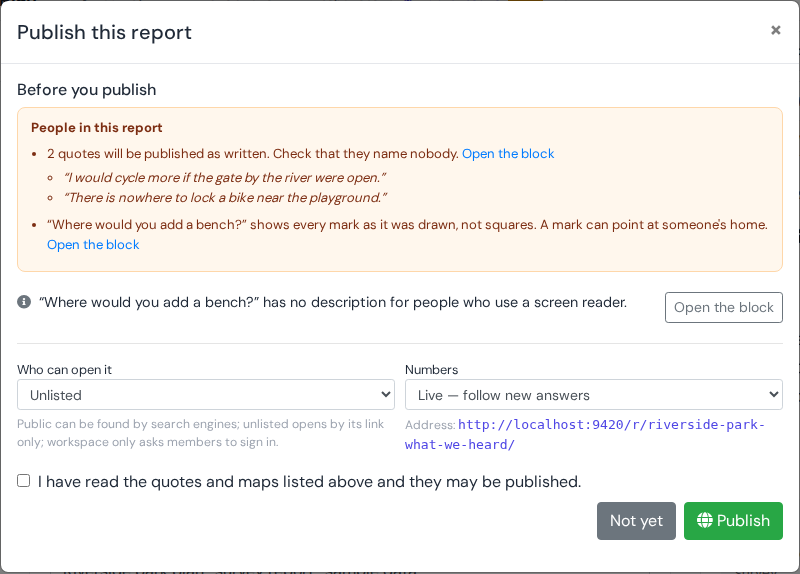 Publish this report
×
Before you publish
People in this report
• 2 quotes will be published as written. Check that they name nobody. Open the block
“I would cycle more if the gate by the river were open.”
“There is nowhere to lock a bike near the playground.”
• “Where would you add a bench?” shows every mark as it was drawn, not squares. A mark can point at someone's home.
Open the block
“Where would you add a bench?” has no description for people who use a screen reader.
Open the block
Who can open it
Unlisted
Public can be found by search engines; unlisted opens by its link
only; workspace only asks members to sign in.
Numbers
Live — follow new answers
Address: http://localhost:9420/r/riverside-park-
what-we-heard/
I have read the quotes and maps listed above and they may be published.
Not yet
Publish